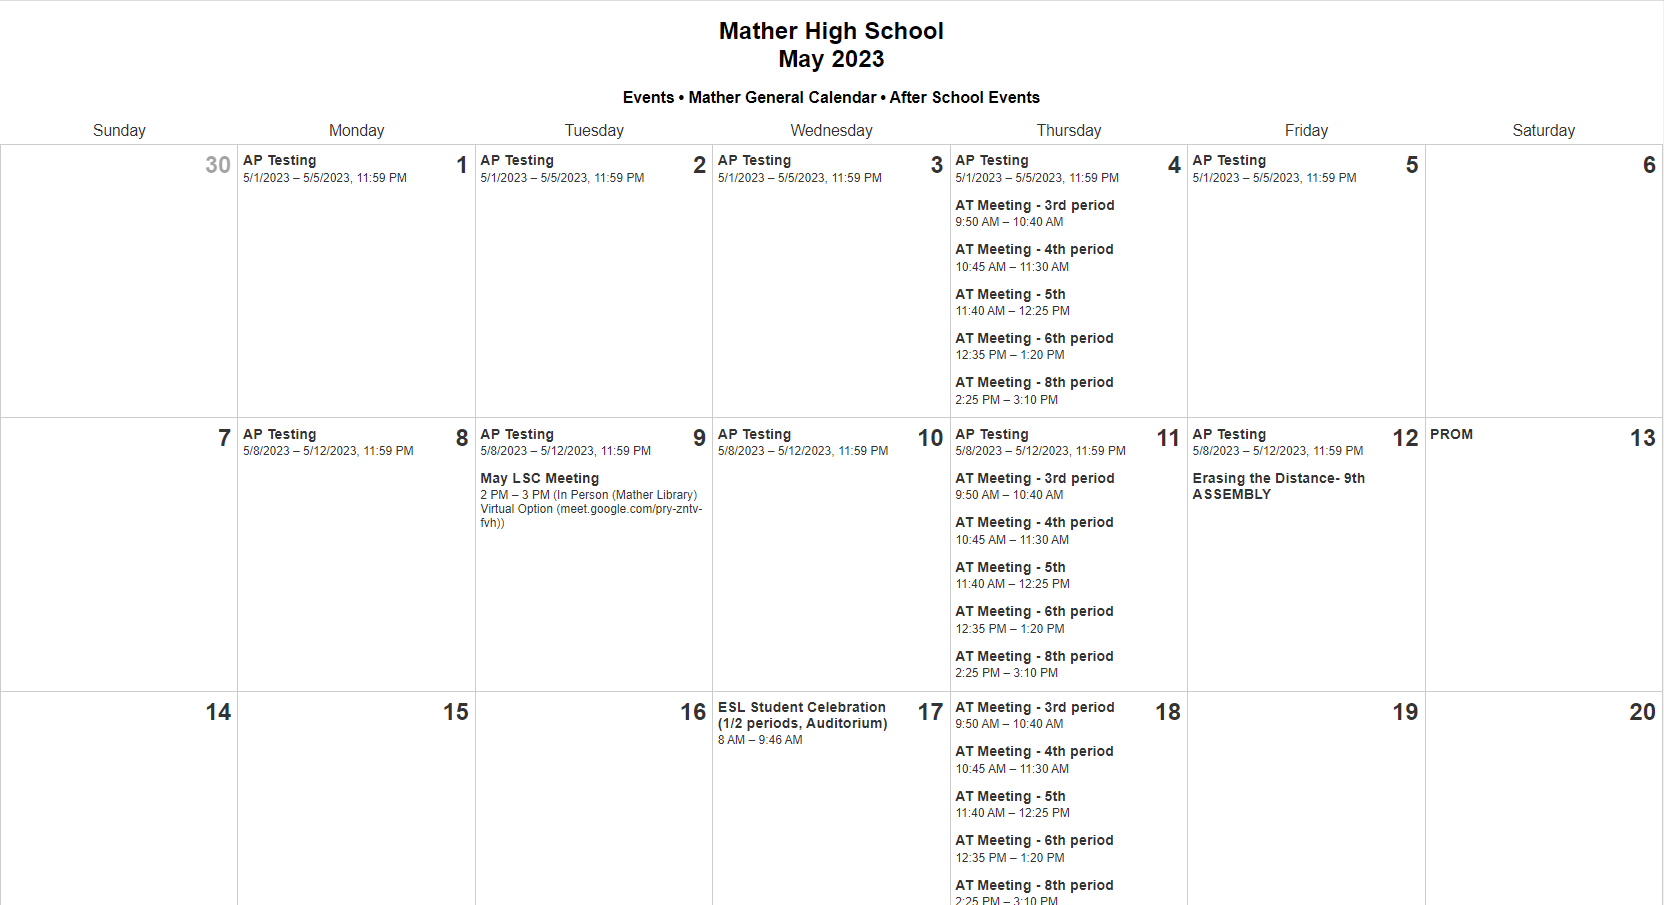 Mather High School
May 2023
Events • Mather General Calendar • After School Events
Sunday Monday Tuesday Wednesday Thursday Friday Saturday
30
AP Testing 1
5/1/2023 – 5/5/2023, 11:59 PM
AP Testing 2
5/1/2023 – 5/5/2023, 11:59 PM
AP Testing 3
5/1/2023 – 5/5/2023, 11:59 PM
AP Testing 4
5/1/2023 – 5/5/2023, 11:59 PM
AT Meeting - 3rd period
9:50 AM – 10:40 AM
AT Meeting - 4th period
10:45 AM – 11:30 AM
AT Meeting - 5th
11:40 AM – 12:25 PM
AT Meeting - 6th period
12:35 PM – 1:20 PM
AT Meeting - 8th period
2:25 PM – 3:10 PM
AP Testing 5
5/1/2023 – 5/5/2023, 11:59 PM
6
7
AP Testing 8
5/8/2023 – 5/12/2023, 11:59 PM
AP Testing 9
5/8/2023 – 5/12/2023, 11:59 PM
May LSC Meeting
2 PM – 3 PM (In Person (Mather Library)
Virtual Option (meet.google.com/pry-zntv-
fvh))
AP Testing 10
5/8/2023 – 5/12/2023, 11:59 PM
AP Testing 11
5/8/2023 – 5/12/2023, 11:59 PM
AT Meeting - 3rd period
9:50 AM – 10:40 AM
AT Meeting - 4th period
10:45 AM – 11:30 AM
AT Meeting - 5th
11:40 AM – 12:25 PM
AT Meeting - 6th period
12:35 PM – 1:20 PM
AT Meeting - 8th period
2:25 PM – 3:10 PM
AP Testing 12
5/8/2023 – 5/12/2023, 11:59 PM
Erasing the Distance- 9th
ASSEMBLY
PROM 13
14
15
16
ESL Student Celebration 17
(1/2 periods, Auditorium)
8 AM – 9:46 AM
AT Meeting - 3rd period 18
9:50 AM – 10:40 AM
AT Meeting - 4th period
10:45 AM – 11:30 AM
AT Meeting - 5th
11:40 AM – 12:25 PM
AT Meeting - 6th period
12:35 PM – 1:20 PM
AT Meeting - 8th period
2:25 PM – 3:10 PM
19
20